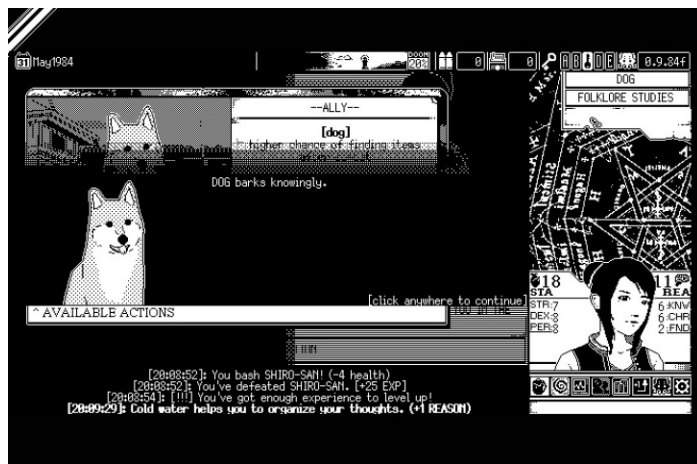 31 May1984
DOOM
20%
0
0
A B D E
0.9.84f
DOG
FOLKLORE STUDIES
--ALLY--
[dog]
higher chance of finding items
DOG barks knowingly.
[click anywhere to continue]
^ AVAILABLE ACTIONS
18
STA
11
REA
STR:7
DEX:8
PER:8
6:KNW
6:CHR
2:FND
[20:08:52]: You bash SHIRO-SAN! (-4 health)
[20:08:52]: You've defeated SHIRO-SAN. [+25 EXP]
[20:08:54]: [!!!] You've got enough experience to level up!
[20:09:29]: Cold water helps you to organize your thoughts. (+1 REASON)